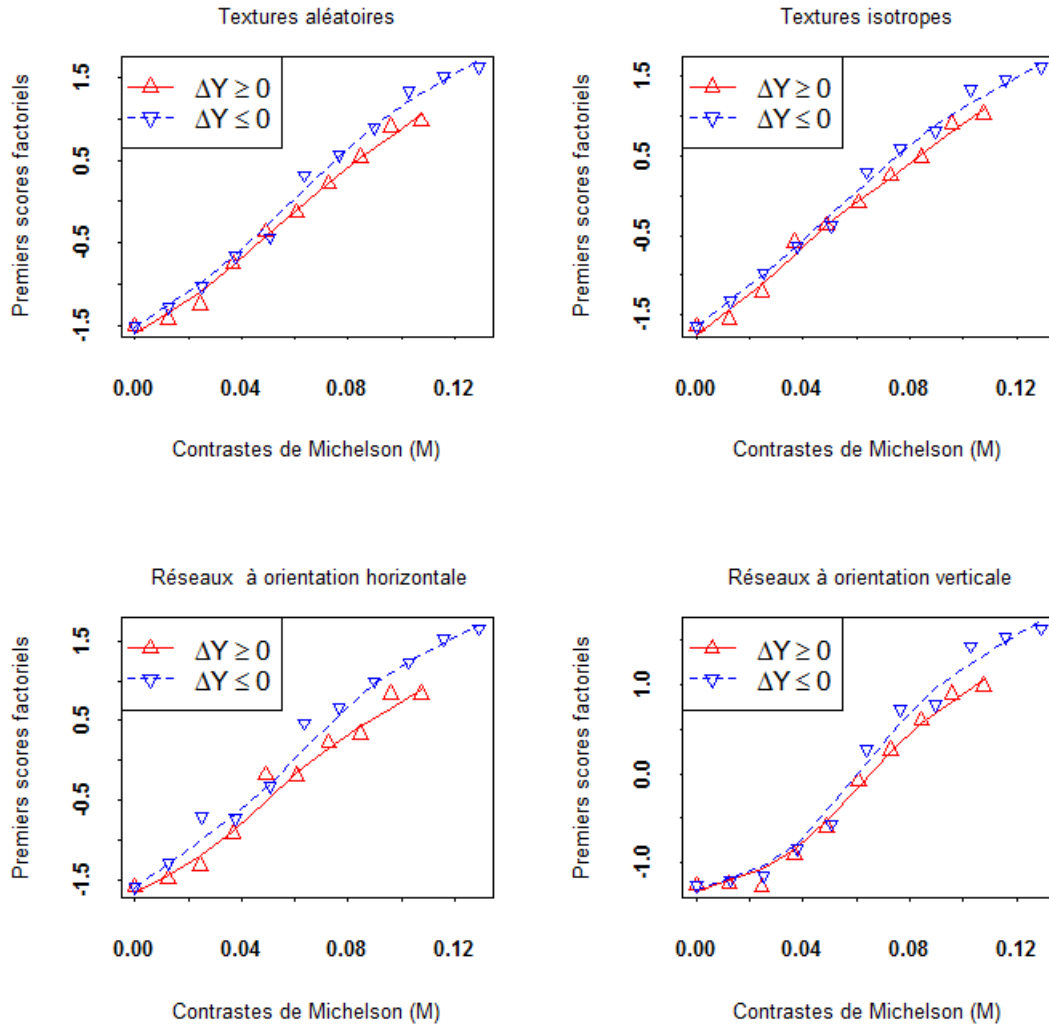 Textures aléatoires
Premiers scores factoriels
1.5
0.5
-0.5
-1.5
ΔY ≥ 0
ΔY ≤ 0
0.00 0.04 0.08 0.12
Contrastes de Michelson (M)
Textures isotropes
Premiers scores factoriels
1.5
0.5
-0.5
-1.5
ΔY ≥ 0
ΔY ≤ 0
0.00 0.04 0.08 0.12
Contrastes de Michelson (M)
Réseaux à orientation horizontale
Premiers scores factoriels
1.5
0.5
-0.5
-1.5
ΔY ≥ 0
ΔY ≤ 0
0.00 0.04 0.08 0.12
Contrastes de Michelson (M)
Réseaux à orientation verticale
Premiers scores factoriels
1.0
0.0
-1.0
ΔY ≥ 0
ΔY ≤ 0
0.00 0.04 0.08 0.12
Contrastes de Michelson (M)